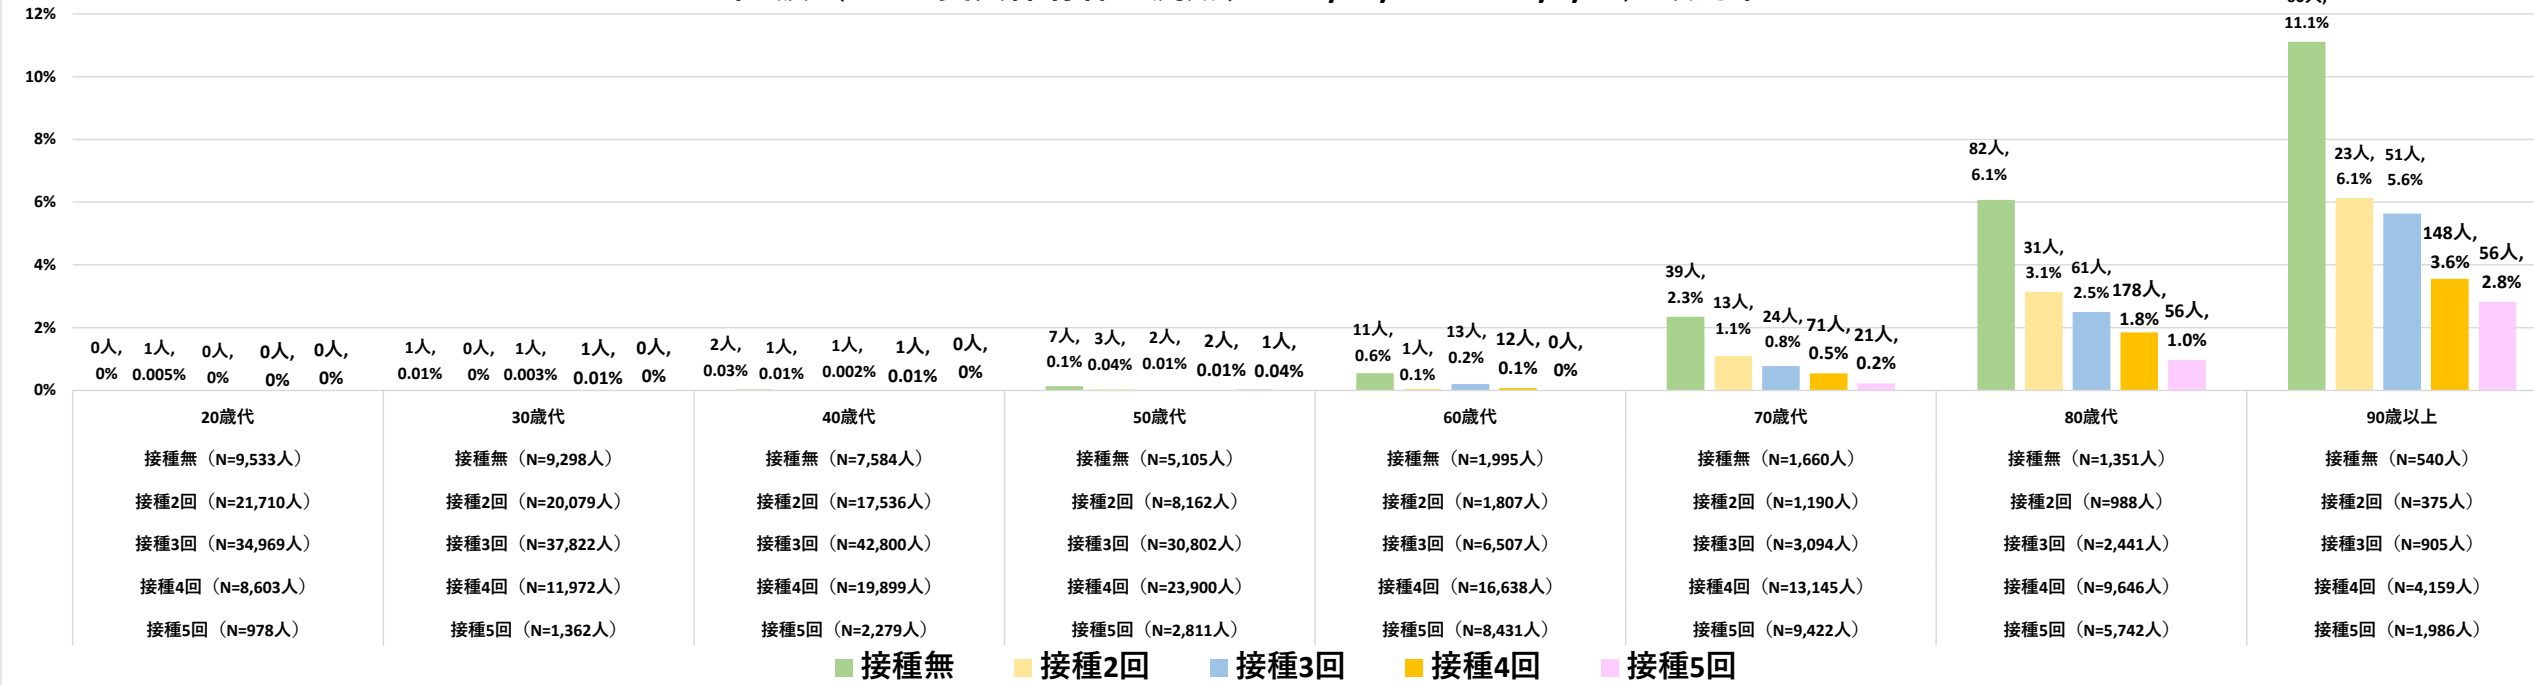 12%
10%
8%
6%
4%
2%
0%
0人,
0%
1人,
0.005%
0人,
0%
0人,
0%
0人,
0%
1人,
0.01%
0人,
0%
1人,
0.003%
1人,
0.01%
0人,
0%
2人,
0.03%
1人,
0.01%
1人,
0.002%
1人,
0.01%
0人,
0%
7人,
0.1%
3人,
0.04%
2人,
0.01%
2人,
0.01%
1人,
0.04%
11人,
0.6%
1人,
0.1%
13人,
0.2%
12人,
0.1%
0人,
0%
39人,
2.3%
13人,
1.1%
24人,
0.8%
71人,
0.5%
21人,
0.2%
82人,
6.1%
31人,
3.1%
61人,
2.5%
178人,
1.8%
56人,
1.0%
11.1%
23人,
6.1%
51人,
5.6%
148人,
3.6%
56人,
2.8%
20歳代
接種無（N=9,533人）
接種2回（N=21,710人）
接種3回（N=34,969人）
接種4回（N=8,603人）
接種5回（N=978人）
30歳代
接種無（N=9,298人）
接種2回（N=20,079人）
接種3回（N=37,822人）
接種4回（N=11,972人）
接種5回（N=1,362人）
40歳代
接種無（N=7,584人）
接種2回（N=17,536人）
接種3回（N=42,800人）
接種4回（N=19,899人）
接種5回（N=2,279人）
50歳代
接種無（N=5,105人）
接種2回（N=8,162人）
接種3回（N=30,802人）
接種4回（N=23,900人）
接種5回（N=2,811人）
60歳代
接種無（N=1,995人）
接種2回（N=1,807人）
接種3回（N=6,507人）
接種4回（N=16,638人）
接種5回（N=8,431人）
70歳代
接種無（N=1,660人）
接種2回（N=1,190人）
接種3回（N=3,094人）
接種4回（N=13,145人）
接種5回（N=9,422人）
80歳代
接種無（N=1,351人）
接種2回（N=988人）
接種3回（N=2,441人）
接種4回（N=9,646人）
接種5回（N=5,742人）
90歳以上
接種無（N=540人）
接種2回（N=375人）
接種3回（N=905人）
接種4回（N=4,159人）
接種5回（N=1,986人）
接種無
接種2回
接種3回
接種4回
接種5回